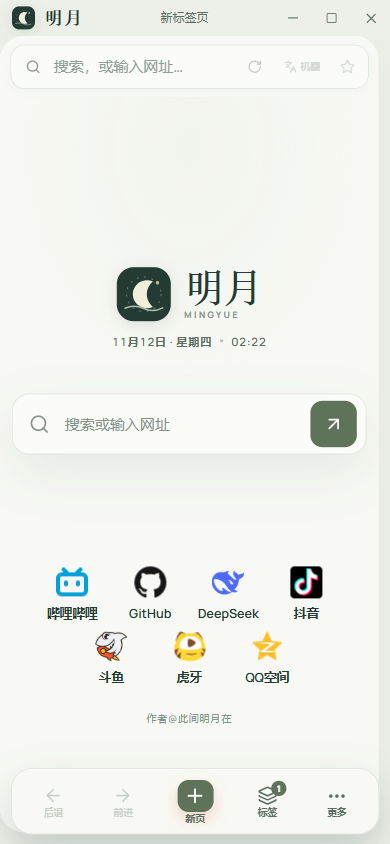 明月
新标签页
搜索，或输入网址...
机翻
明月
MINGYUE
11月12日 · 星期四 • 02:22
搜索或输入网址
哔哩哔哩
GitHub
DeepSeek
抖音
斗鱼
虎牙
QQ空间
作者@此间明月在
后退
前进
新页
1
标签
更多